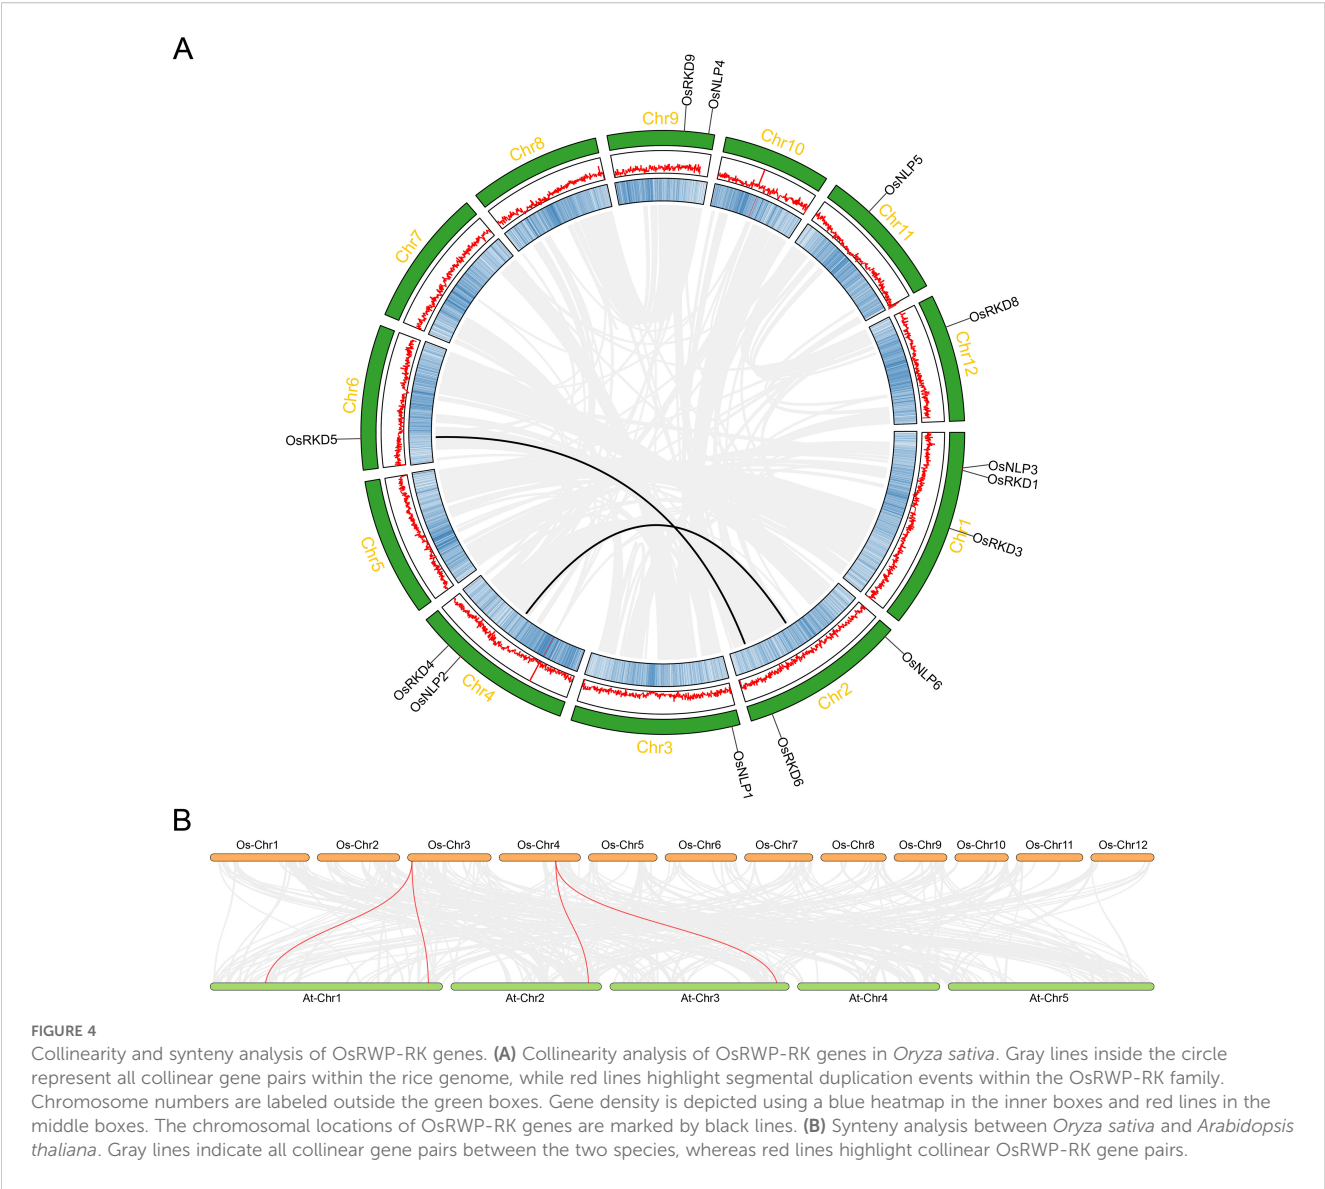 A
OsRKD9
OsNLP4
Chr9
Chr10
Chr8
OsNLP5
Chr11
Chr7
OsRKD8
Chr12
Chr6
OsRKD5
OsNLP3
OsRKD1
Chr1
OsRKD3
Chr5
OsNLP6
OsRKD4
OsNLP2
Chr4
Chr2
Chr3
OsNLP1
OsRKD6
B
Os-Chr1 Os-Chr2 Os-Chr3 Os-Chr4 Os-Chr5 Os-Chr6 Os-Chr7 Os-Chr8 Os-Chr9 Os-Chr10 Os-Chr11 Os-Chr12
At-Chr1 At-Chr2 At-Chr3 At-Chr4 At-Chr5
FIGURE 4
Collinearity and synteny analysis of OsRWP-RK genes. (A) Collinearity analysis of OsRWP-RK genes in Oryza sativa. Gray lines inside the circle
represent all collinear gene pairs within the rice genome, while red lines highlight segmental duplication events within the OsRWP-RK family.
Chromosome numbers are labeled outside the green boxes. Gene density is depicted using a blue heatmap in the inner boxes and red lines in the
middle boxes. The chromosomal locations of OsRWP-RK genes are marked by black lines. (B) Synteny analysis between Oryza sativa and Arabidopsis
thaliana. Gray lines indicate all collinear gene pairs between the two species, whereas red lines highlight collinear OsRWP-RK gene pairs.